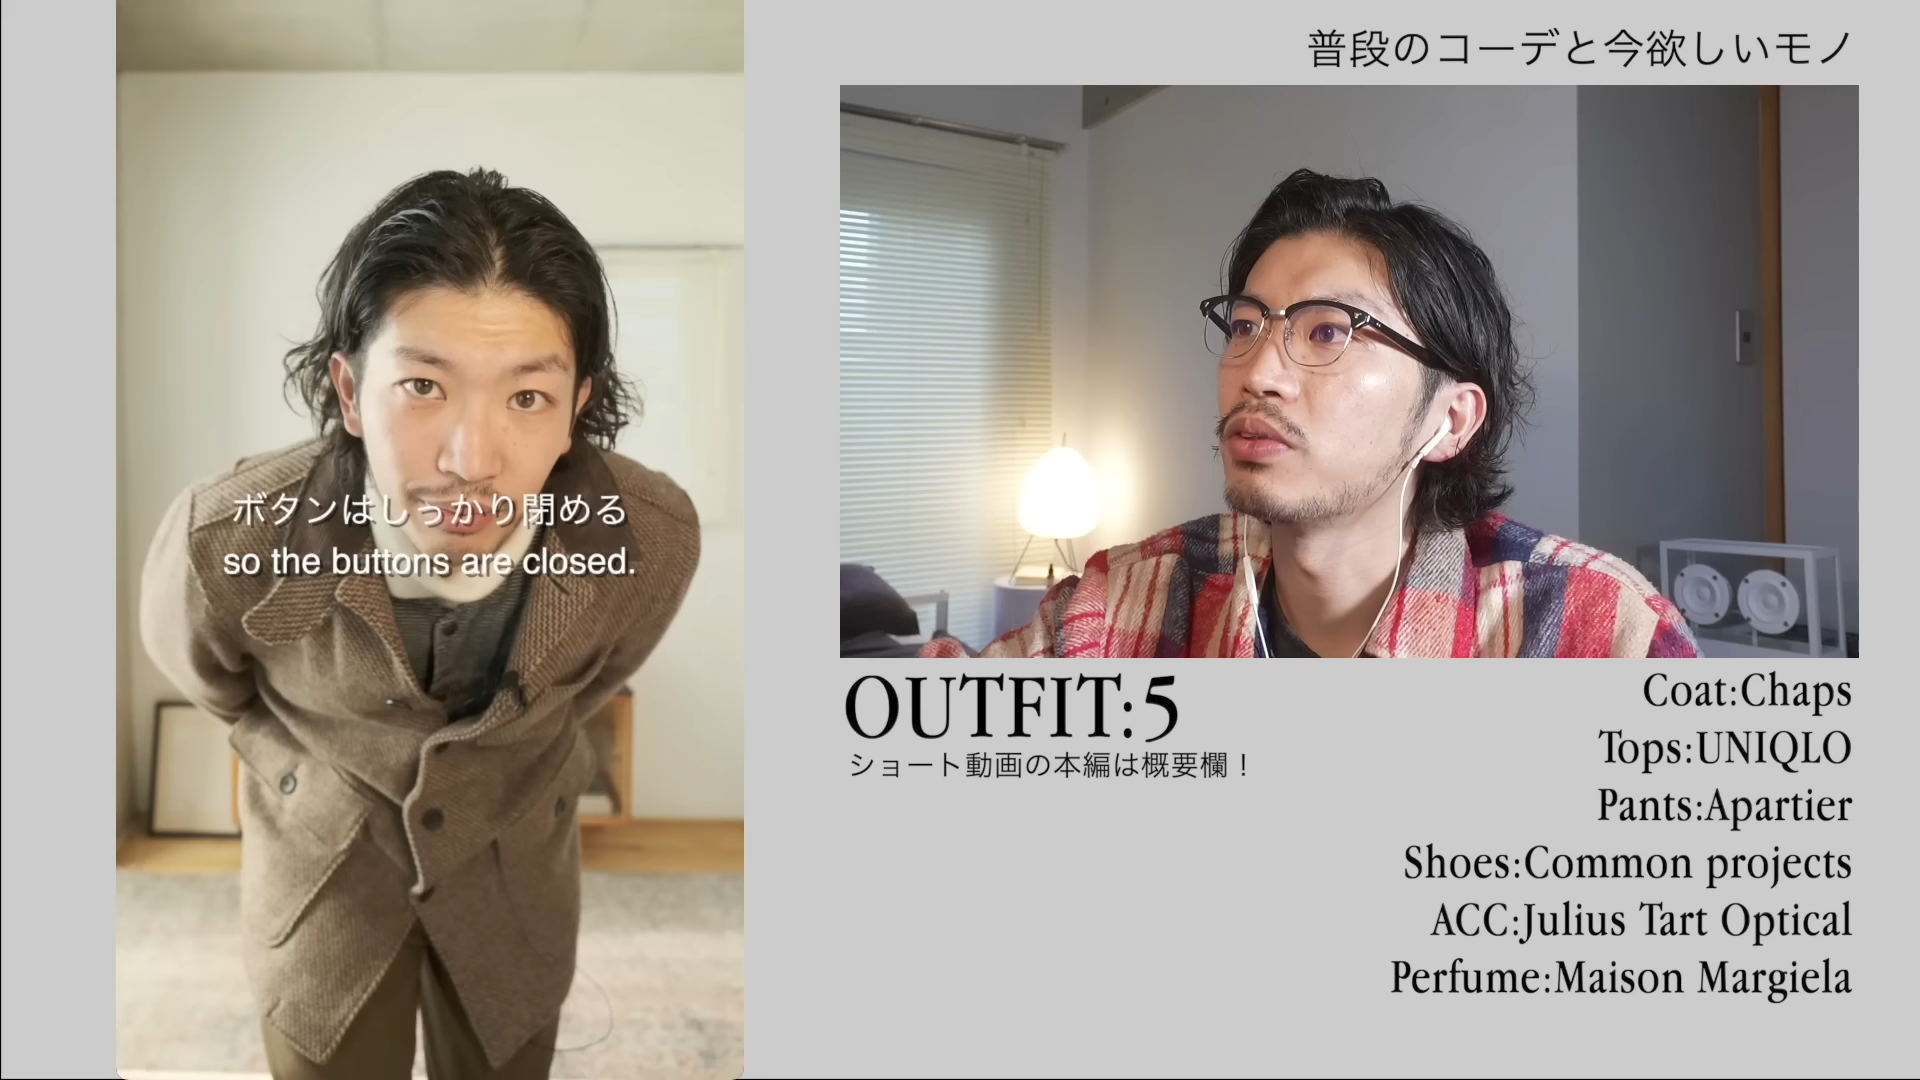 普段のコーデと今欲しいモノ
ボタンはしっかり閉める
so the buttons are closed.
OUTFIT:5
ショート動画の本編は概要欄！
Coat:Chaps
Tops:UNIQLO
Pants:Apartier
Shoes:Common projects
ACC:Julius Tart Optical
Perfume:Maison Margiela